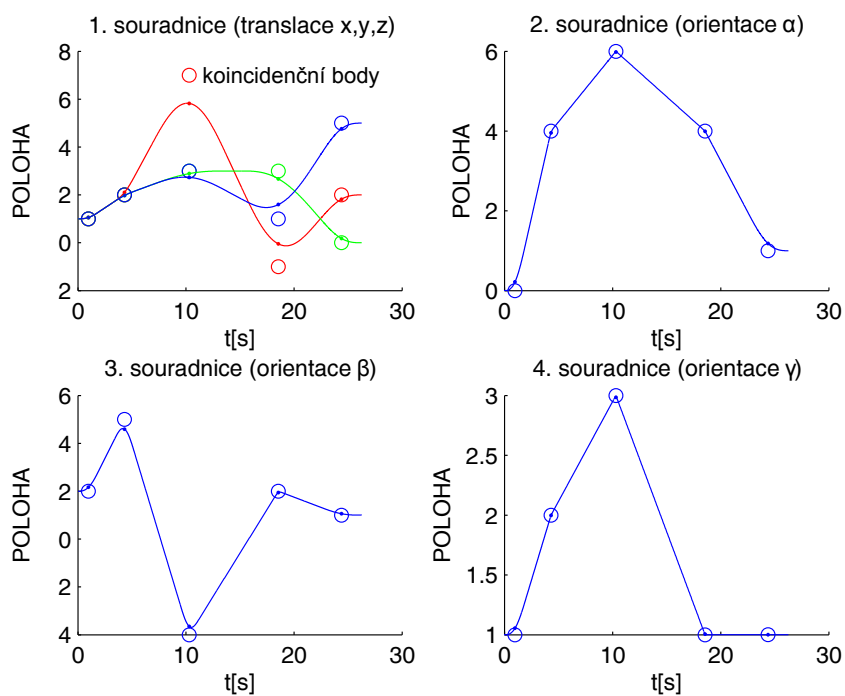 1. souradnice (translace x,y,z)
8
6
4
2
0
2
POLOHA
koincidenční body
0
10
20
30
t[s]
2. souradnice (orientace α)
6
4
2
0
POLOHA
0
10
20
30
t[s]
3. souradnice (orientace β)
6
4
2
0
2
4
POLOHA
0
10
20
30
t[s]
4. souradnice (orientace γ)
3
2.5
2
1.5
1
POLOHA
0
10
20
30
t[s]